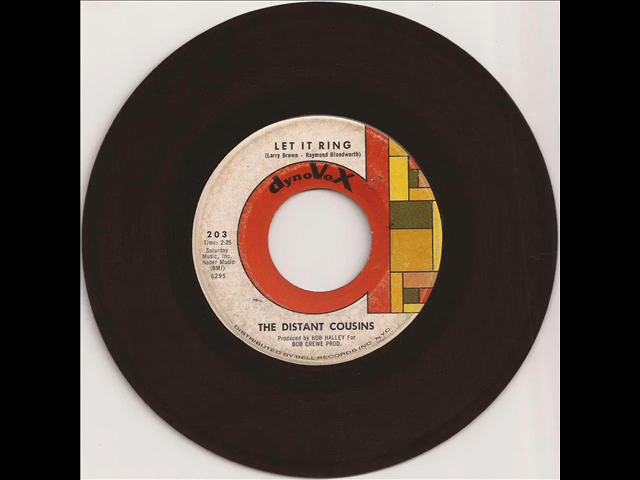 LET IT RING
(Larry Brown - Raymond Bloodworth)
dynoVoX
203
Time: 2:25
Saturday
Music, Inc.
Nader Music
(BMI)
6295
THE DISTANT COUSINS
Produced by BOB HALLEY For
BOB CREWE PROD.
DISTRIBUTED BY BELL RECORDS INC. NYC.